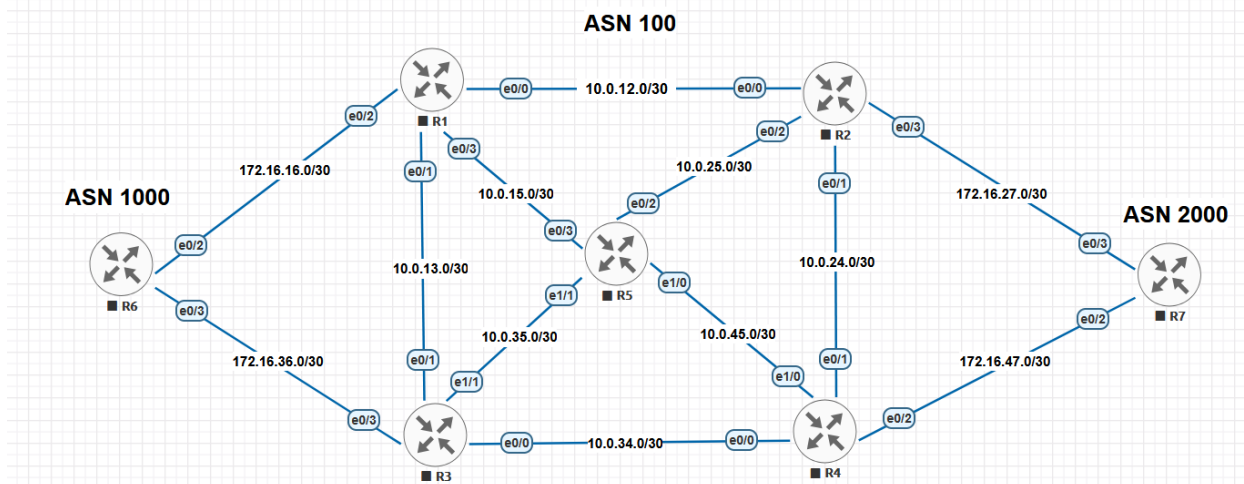 ASN 100
e0/0
10.0.12.0/30
e0/0
e0/2
R1
e0/3
e0/2
R2
e0/3
172.16.16.0/30
e0/1
10.0.25.0/30
e0/1
172.16.27.0/30
ASN 1000
10.0.15.0/30
e0/2
ASN 2000
e0/2
e0/3
e0/3
10.0.13.0/30
10.0.24.0/30
R6
e0/3
e1/1
R5
e1/0
R7
e0/2
172.16.36.0/30
10.0.35.0/30
10.0.45.0/30
172.16.47.0/30
e0/1
e1/1
e1/0
e0/1
e0/3
e0/0
10.0.34.0/30
e0/0
e0/2
R3
R4